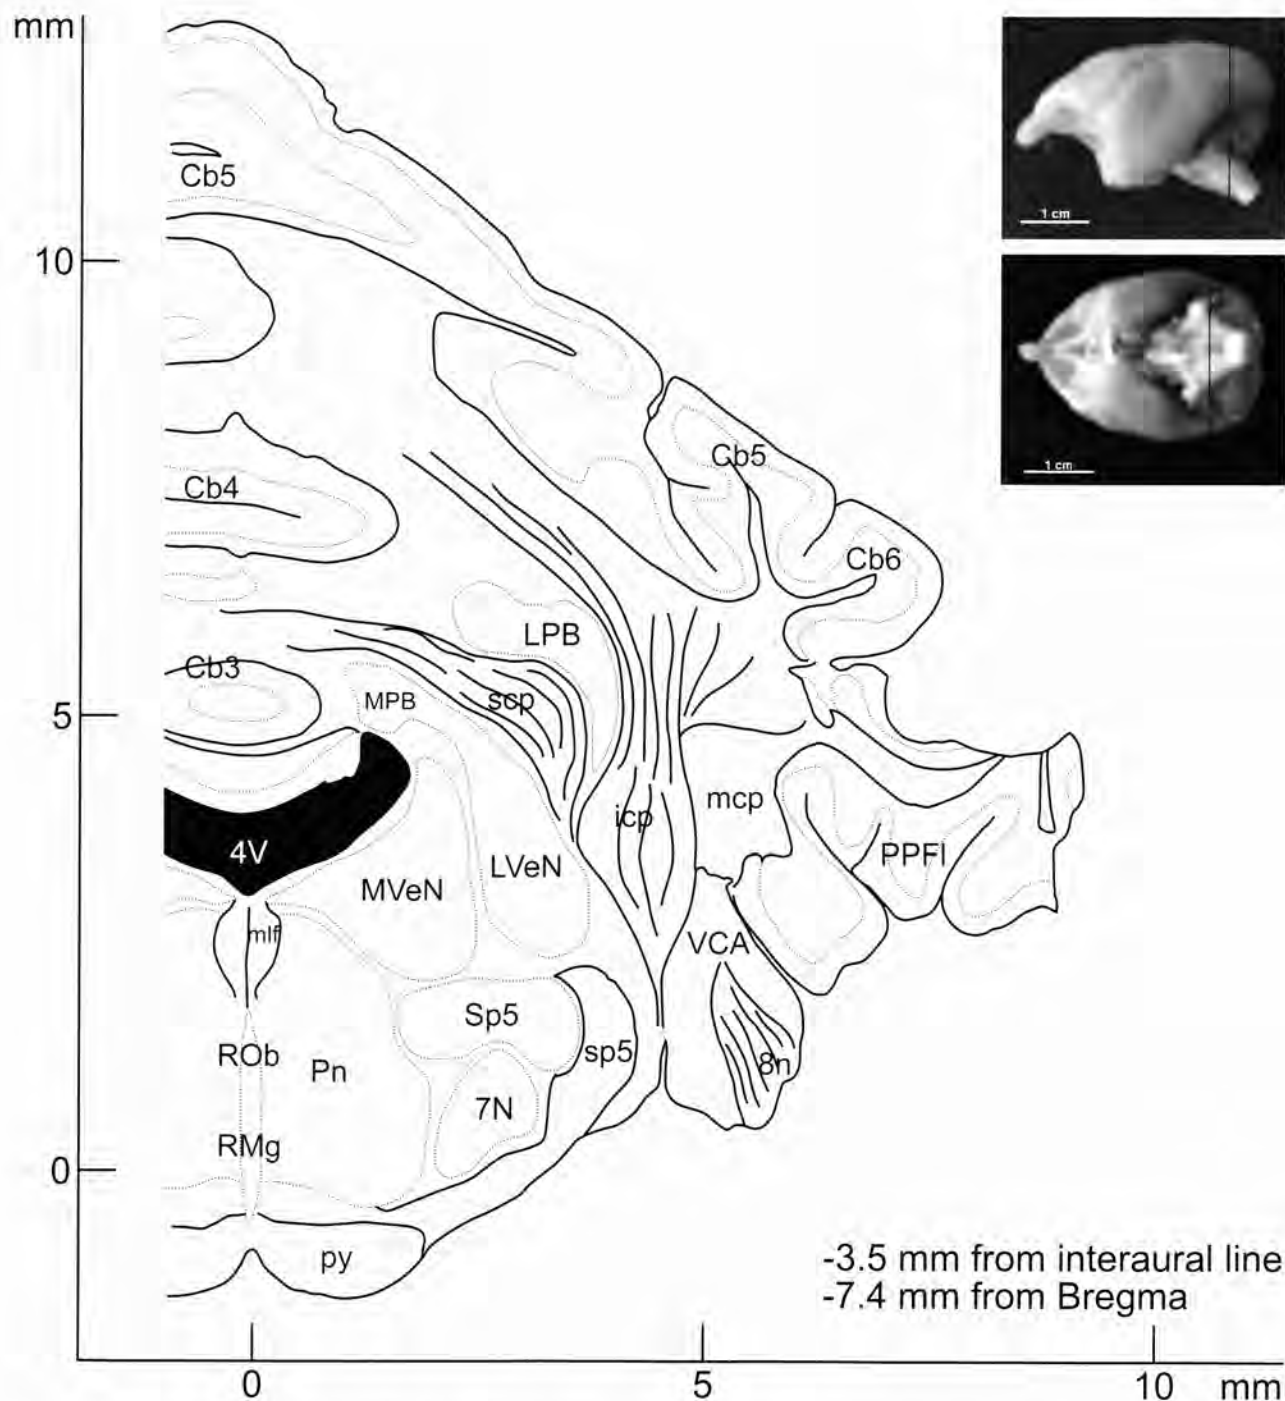 mm
1 cm
Cb5
10
1 cm
Cb5
Cb4
Cb6
LPB
Cb3
MPB
scp
5
mcp
icp
4V
PPFl
LVeN
MVeN
mlf
VCA
Sp5
sp5
ROb
8n
Pn
7N
RMg
0
py
-3.5 mm from interaural line
-7.4 mm from Bregma
0 5 10 mm